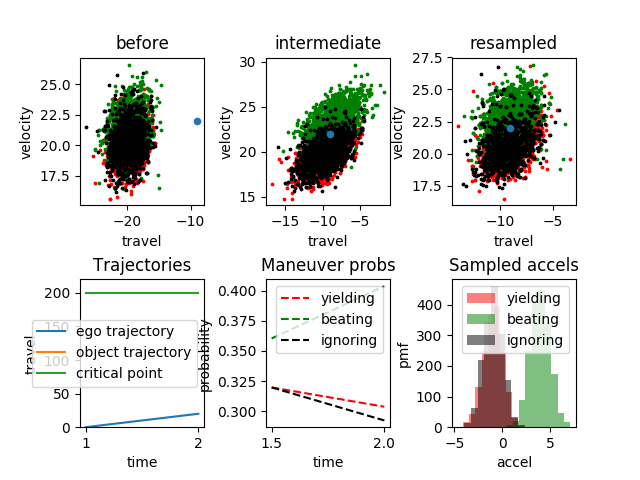 before
intermediate
resampled
velocity
25.0
22.5
20.0
17.5
−20
−10
travel
velocity
30
25
20
15
−15
−10
−5
travel
velocity
27.5
25.0
22.5
20.0
17.5
−10
−5
travel
Trajectories
Maneuver probs
Sampled accels
travel
200
150
100
50
0
ego trajectory
object trajectory
critical point
1
2
time
probability
0.400
0.375
0.350
0.325
0.300
yielding
beating
ignoring
1.5
2.0
time
pmf
400
300
200
100
0
yielding
beating
ignoring
−5
0
5
accel